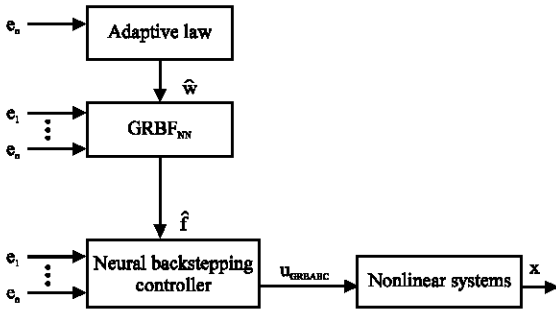 eₙ
Adaptive law
ŵ
e₁
GRBF_NN
eₙ
f̂
e₁
Neural backstepping
controller
eₙ
u_GRBABC
Nonlinear systems
x